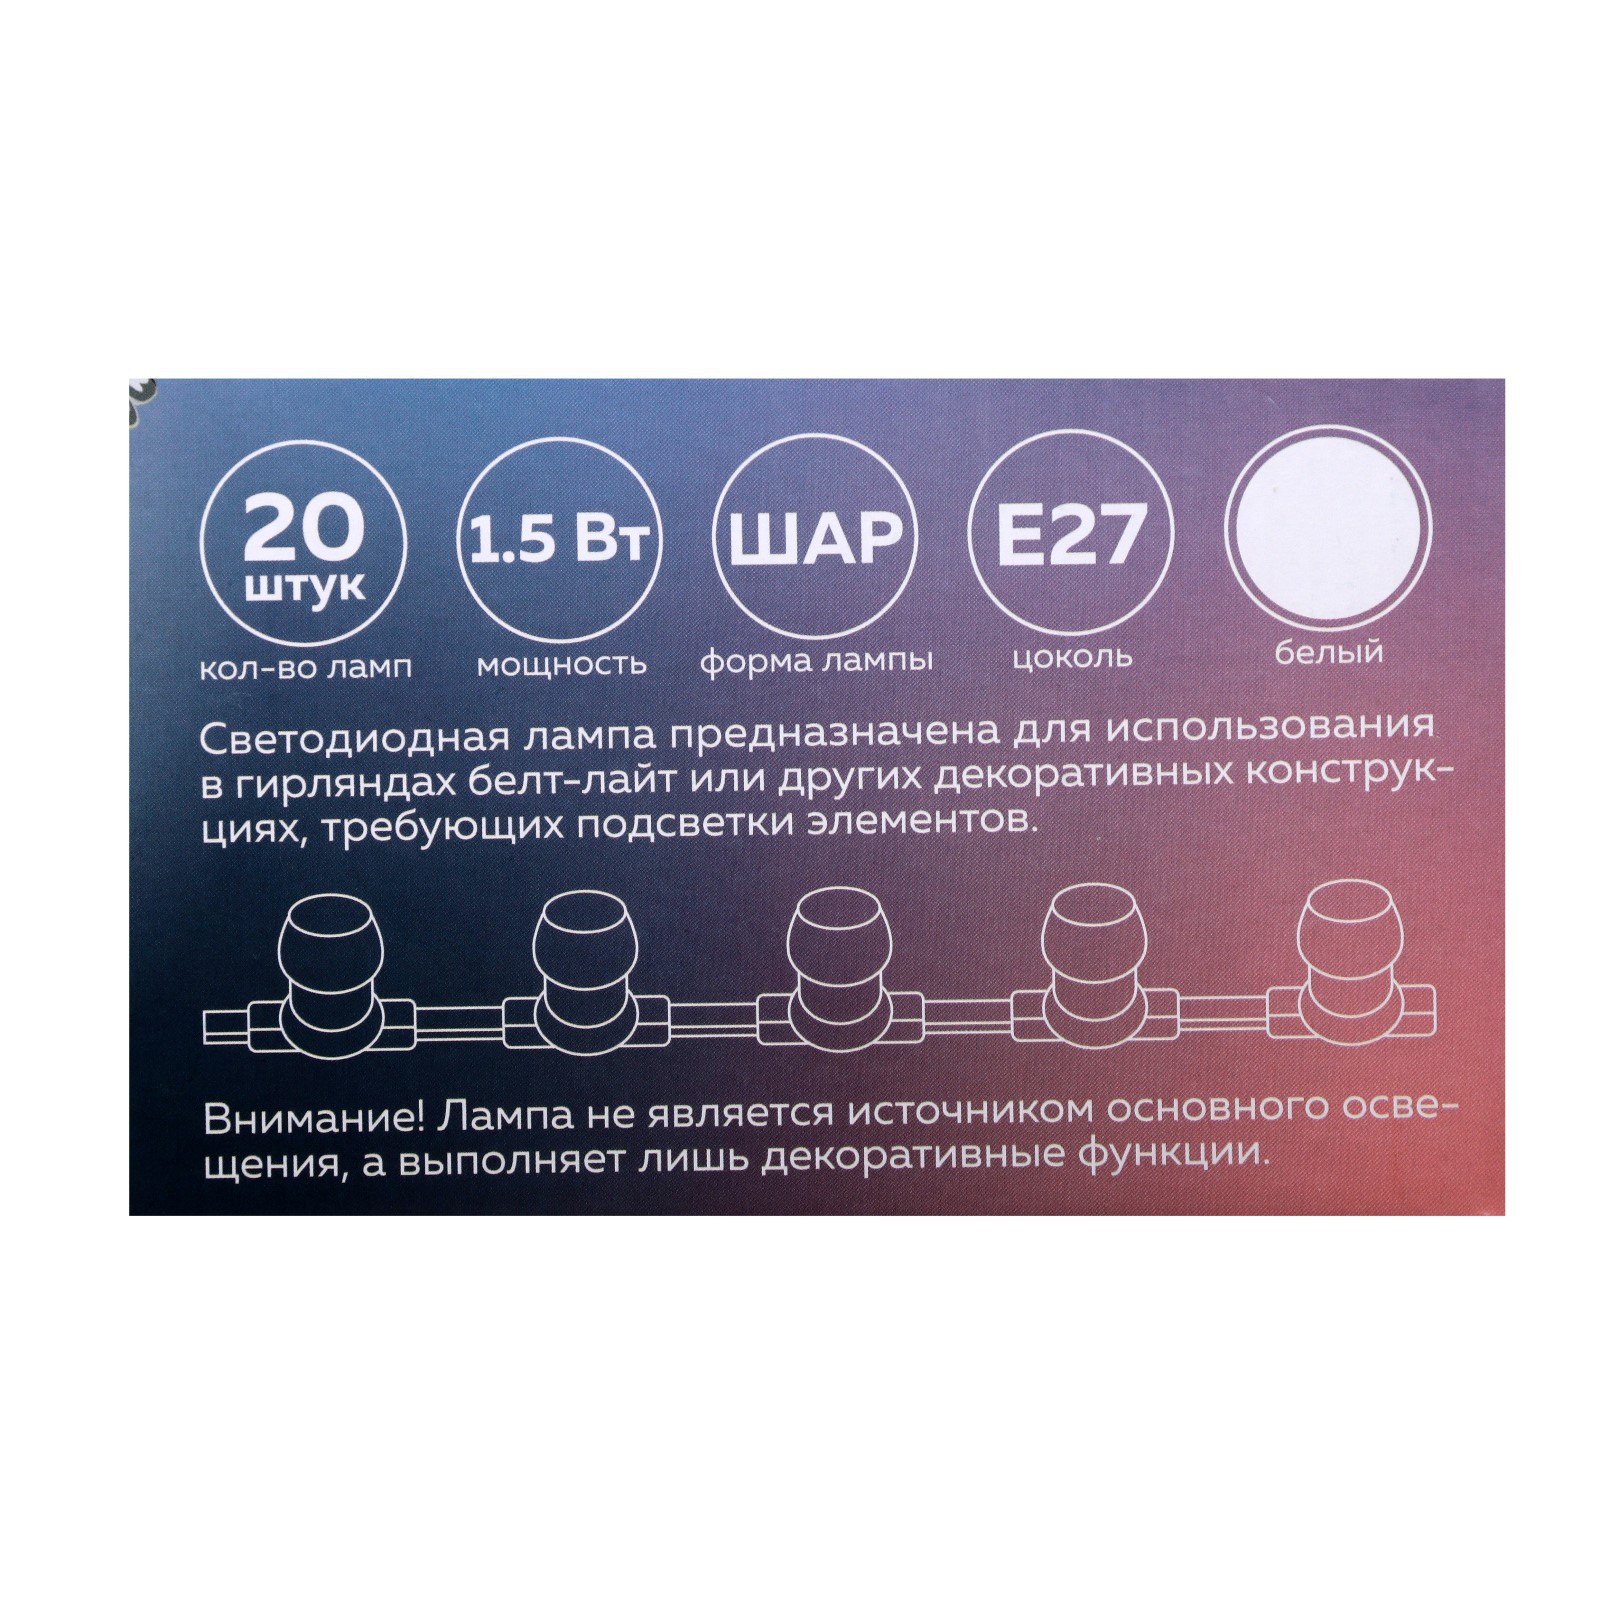 20
штук
кол-во ламп
1.5 Вт
мощность
ШАР
форма лампы
E27
цоколь
белый
Светодиодная лампа предназначена для использования
в гирляндах белт-лайт или других декоративных конструк-
циях, требующих подсветки элементов.
Внимание! Лампа не является источником основного осве-
щения, а выполняет лишь декоративные функции.